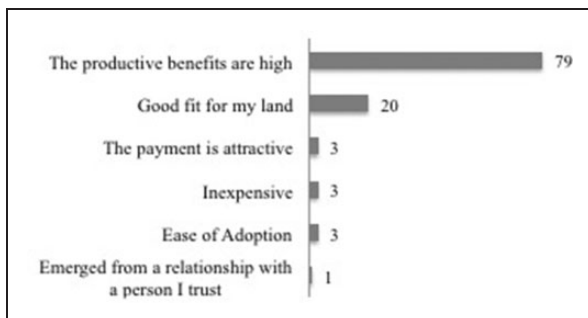 The productive benefits are high 79
Good fit for my land 20
The payment is attractive 3
Inexpensive 3
Ease of Adoption 3
Emerged from a relationship with
a person I trust 1